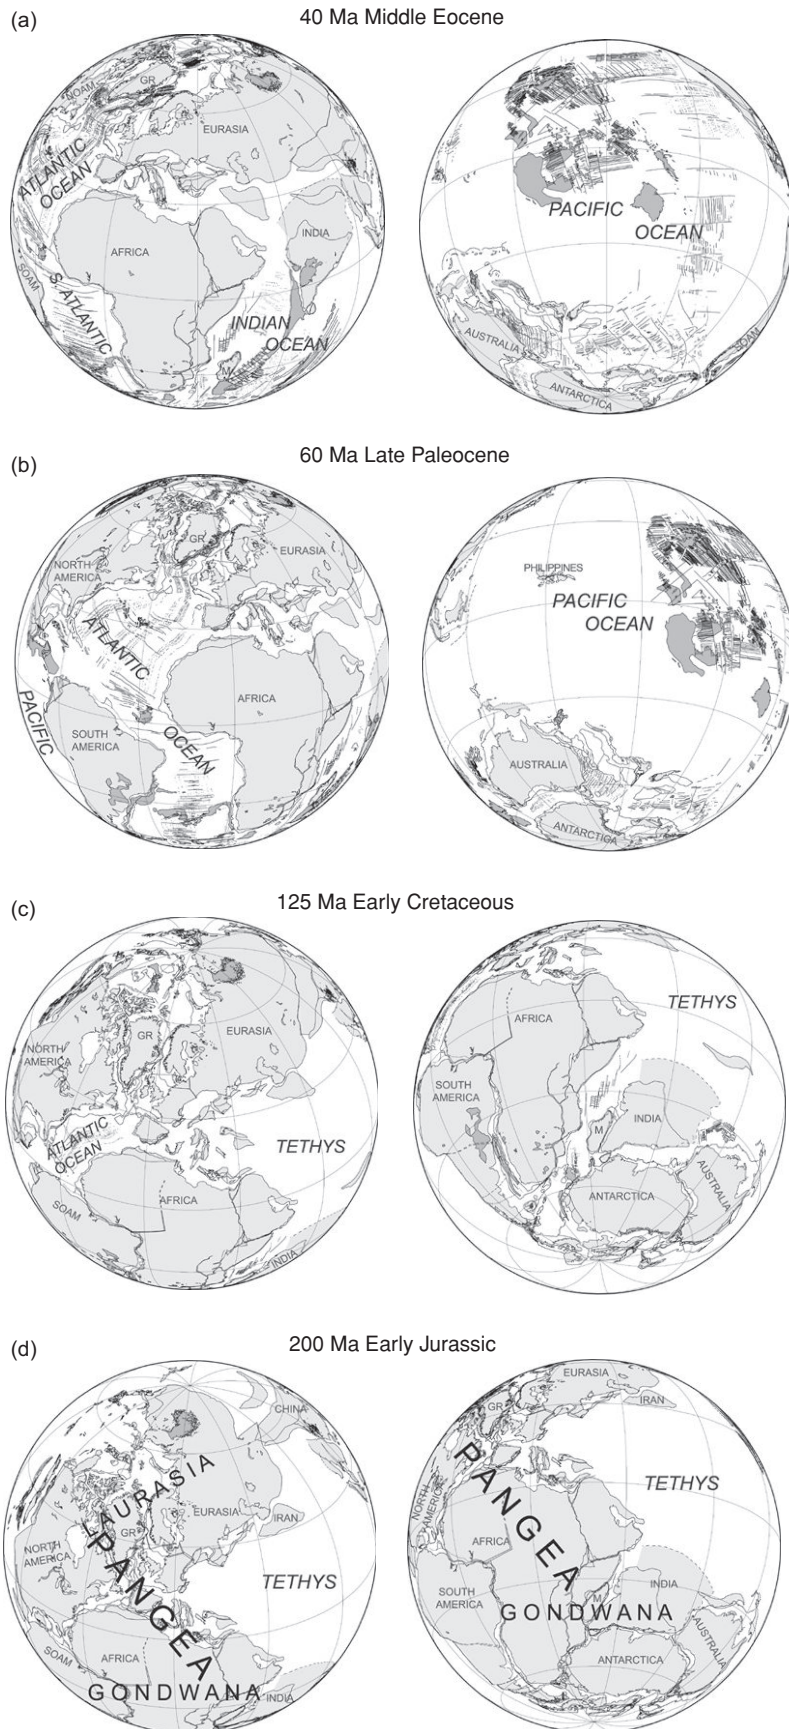 (a)
40 Ma Middle Eocene
NOAM
GR
EURASIA
ATLANTIC
OCEAN
AFRICA
INDIA
SOAM
S. ATLANTIC
INDIAN
OCEAN
M
PACIFIC
OCEAN
AUSTRALIA
ANTARCTICA
SOAM
(b)
60 Ma Late Paleocene
GR
NORTH
AMERICA
EURASIA
ATLANTIC
AFRICA
PACIFIC
SOUTH
AMERICA
OCEAN
PHILIPPINES
PACIFIC
OCEAN
AUSTRALIA
ANTARCTICA
(c)
125 Ma Early Cretaceous
GR
EURASIA
NORTH
AMERICA
ATLANTIC
OCEAN
TETHYS
AFRICA
SOAM
INDIA
TETHYS
AFRICA
SOUTH
AMERICA
M
INDIA
ANTARCTICA
AUSTRALIA
(d)
200 Ma Early Jurassic
CHINA
LAURASIA
EURASIA
IRAN
GR
NORTH
AMERICA
PANGEA
TETHYS
AFRICA
SOAM
GONDWANA
INDIA
EURASIA
GR
IRAN
PANGEA
TETHYS
NORTH
AMERICA
AFRICA
SOUTH
AMERICA
M
INDIA
GONDWANA
ANTARCTICA
AUSTRALIA